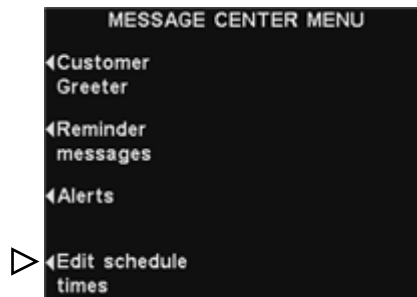 MESSAGE CENTER MENU
Customer
Greeter
Reminder
messages
Alerts
Edit schedule
times